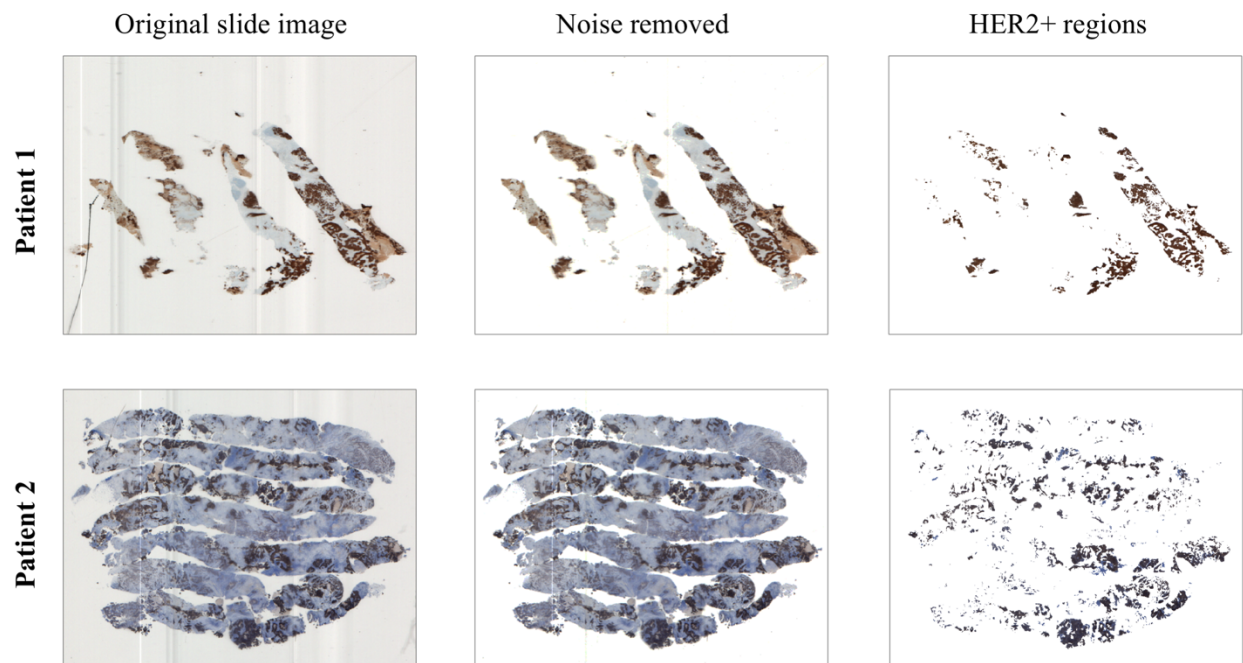 Original slide image
Noise removed
HER2+ regions
Patient 1
Patient 2